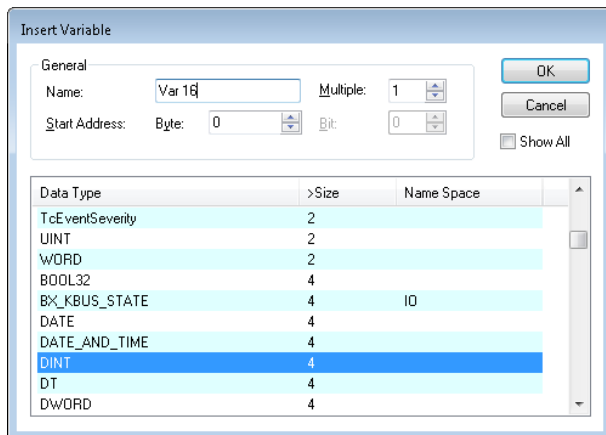 Insert Variable
General
Name: Var 16 Multiple: 1
Start Address: Byte: 0 Bit: 0
OK
Cancel
Show All
Data Type >Size Name Space
TcEventSeverity 2
UINT 2
WORD 2
BOOL32 4
BX_KBUS_STATE 4 IO
DATE 4
DATE_AND_TIME 4
DINT 4
DT 4
DWORD 4